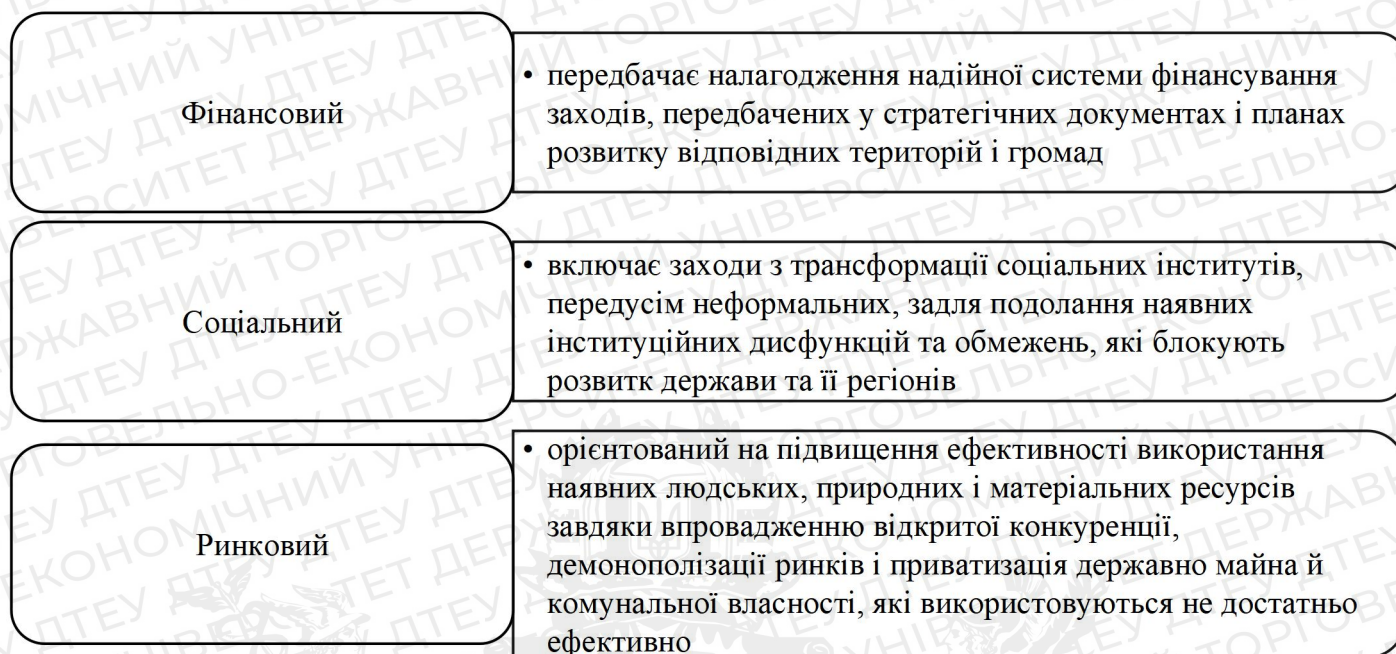 Фінансовий
• передбачає налагодження надійної системи фінансування
заходів, передбачених у стратегічних документах і планах
розвитку відповідних територій і громад
Соціальний
• включає заходи з трансформації соціальних інститутів,
передусім неформальних, задля подолання наявних
інституційних дисфункцій та обмежень, які блокують
розвитк держави та її регіонів
Ринковий
• орієнтований на підвищення ефективності використання
наявних людських, природних і матеріальних ресурсів
завдяки впровадженню відкритої конкуренції,
демонополізації ринків і приватизація державно майна й
комунальної власності, які використовуються не достатньо
ефективно